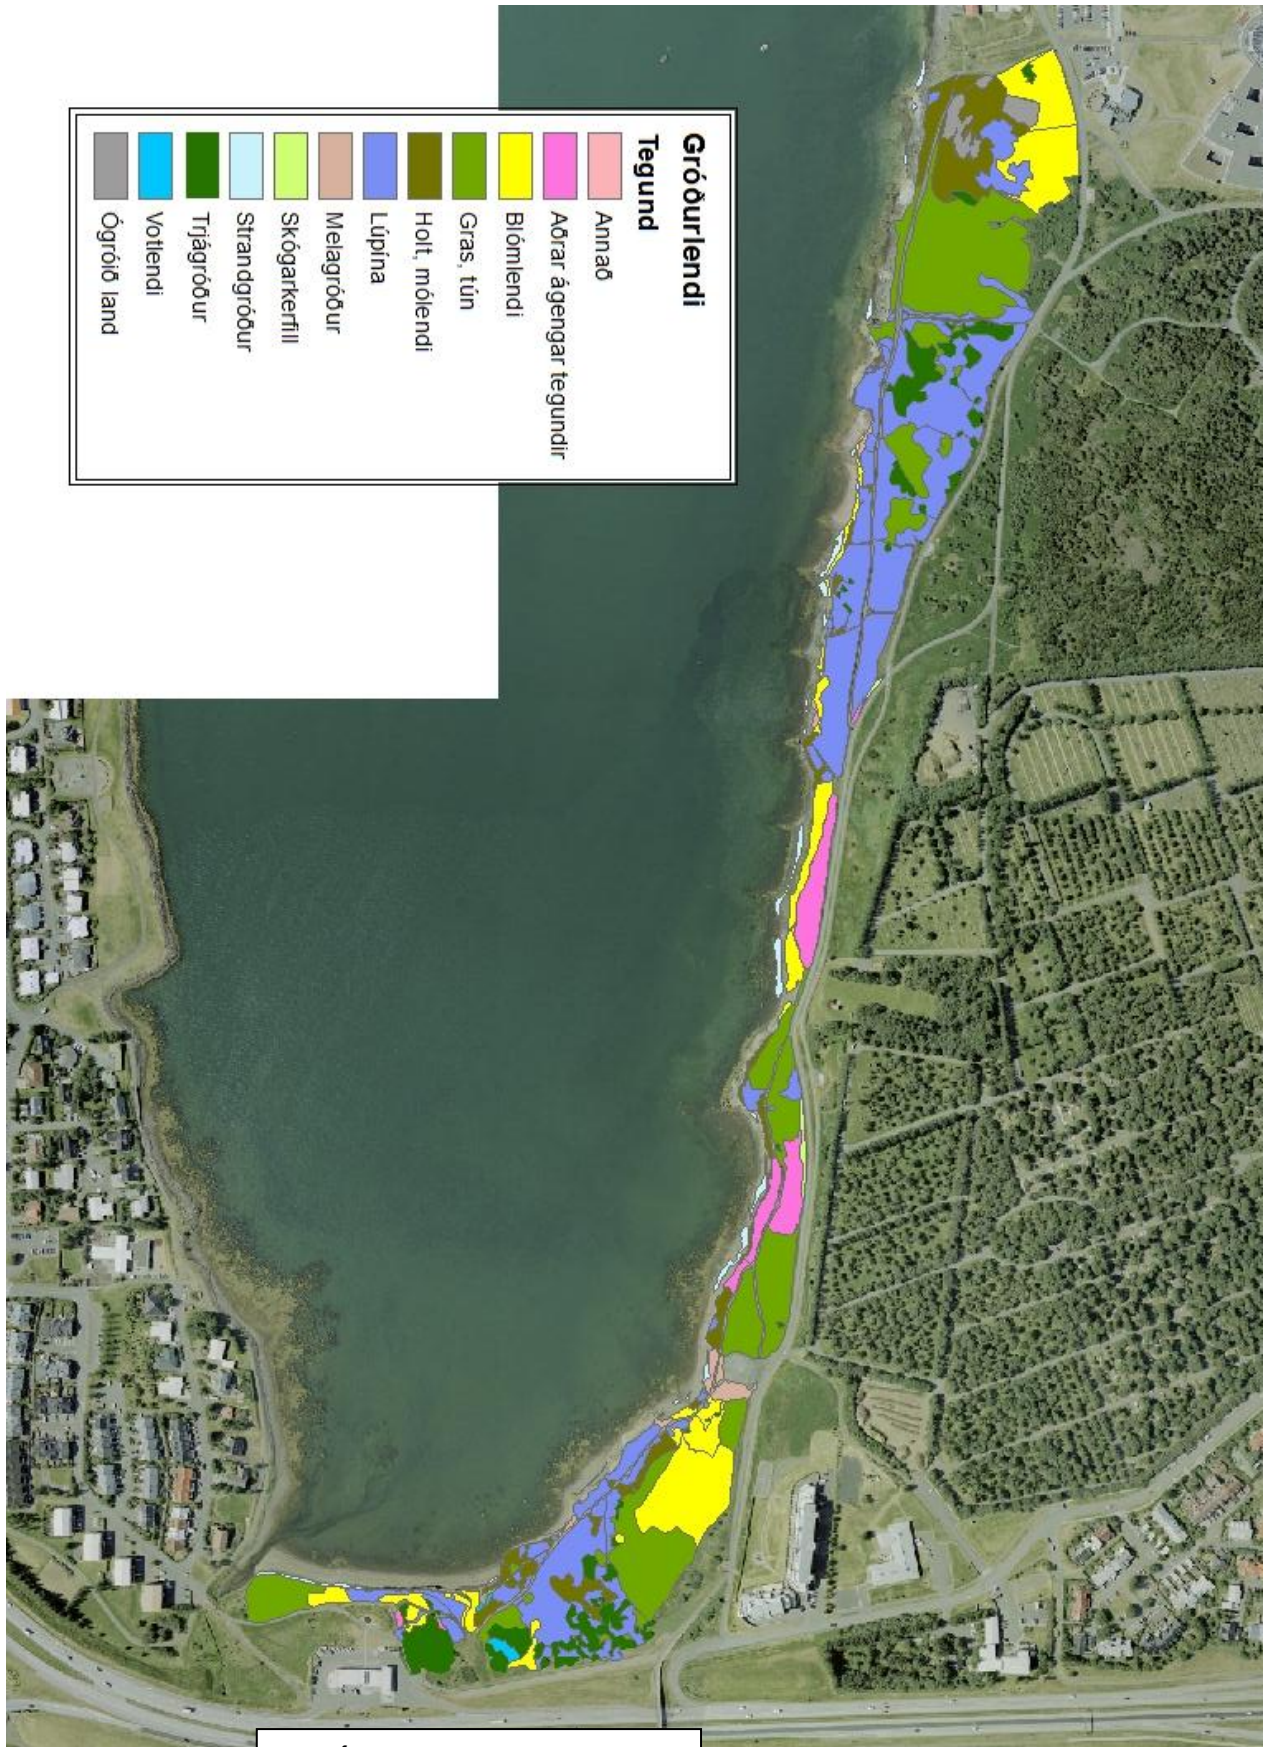 Gróðurlendi
Tegund
Annað
Aðrar ágengar tegundir
Blómlendi
Gras, tún
Holt, mólendi
Lúpína
Melagróður
Skógarkerfill
Strandgróður
Trjágróður
Votlendi
Ógróið land